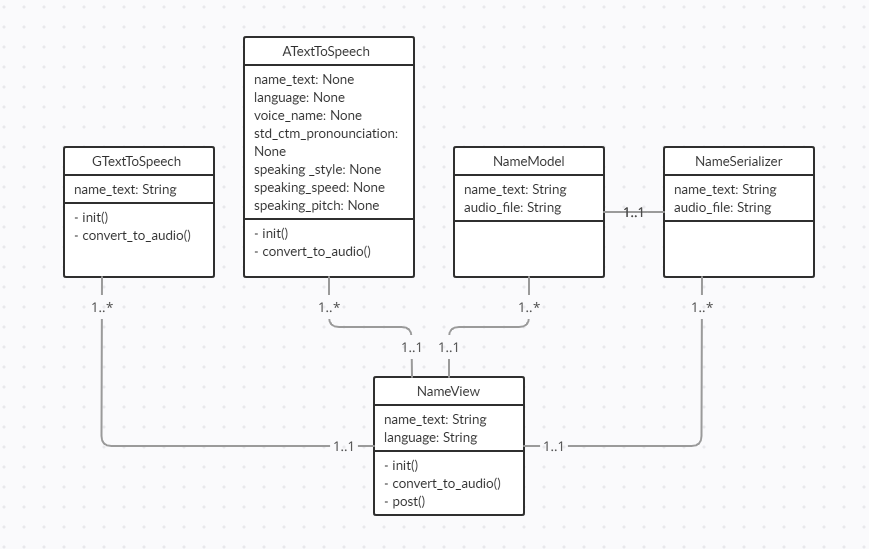 ATextToSpeech
name_text: None
language: None
voice_name: None
std_ctm_pronounciation:
None
speaking _style: None
speaking_speed: None
speaking_pitch: None
- init()
- convert_to_audio()
GTextToSpeech
name_text: String
- init()
- convert_to_audio()
NameModel
name_text: String
audio_file: String
1..1
NameSerializer
name_text: String
audio_file: String
1..*
1..*
1..*
1..*
1..1
1..1
NameView
name_text: String
language: String
- init()
- convert_to_audio()
- post()
1..1
1..1